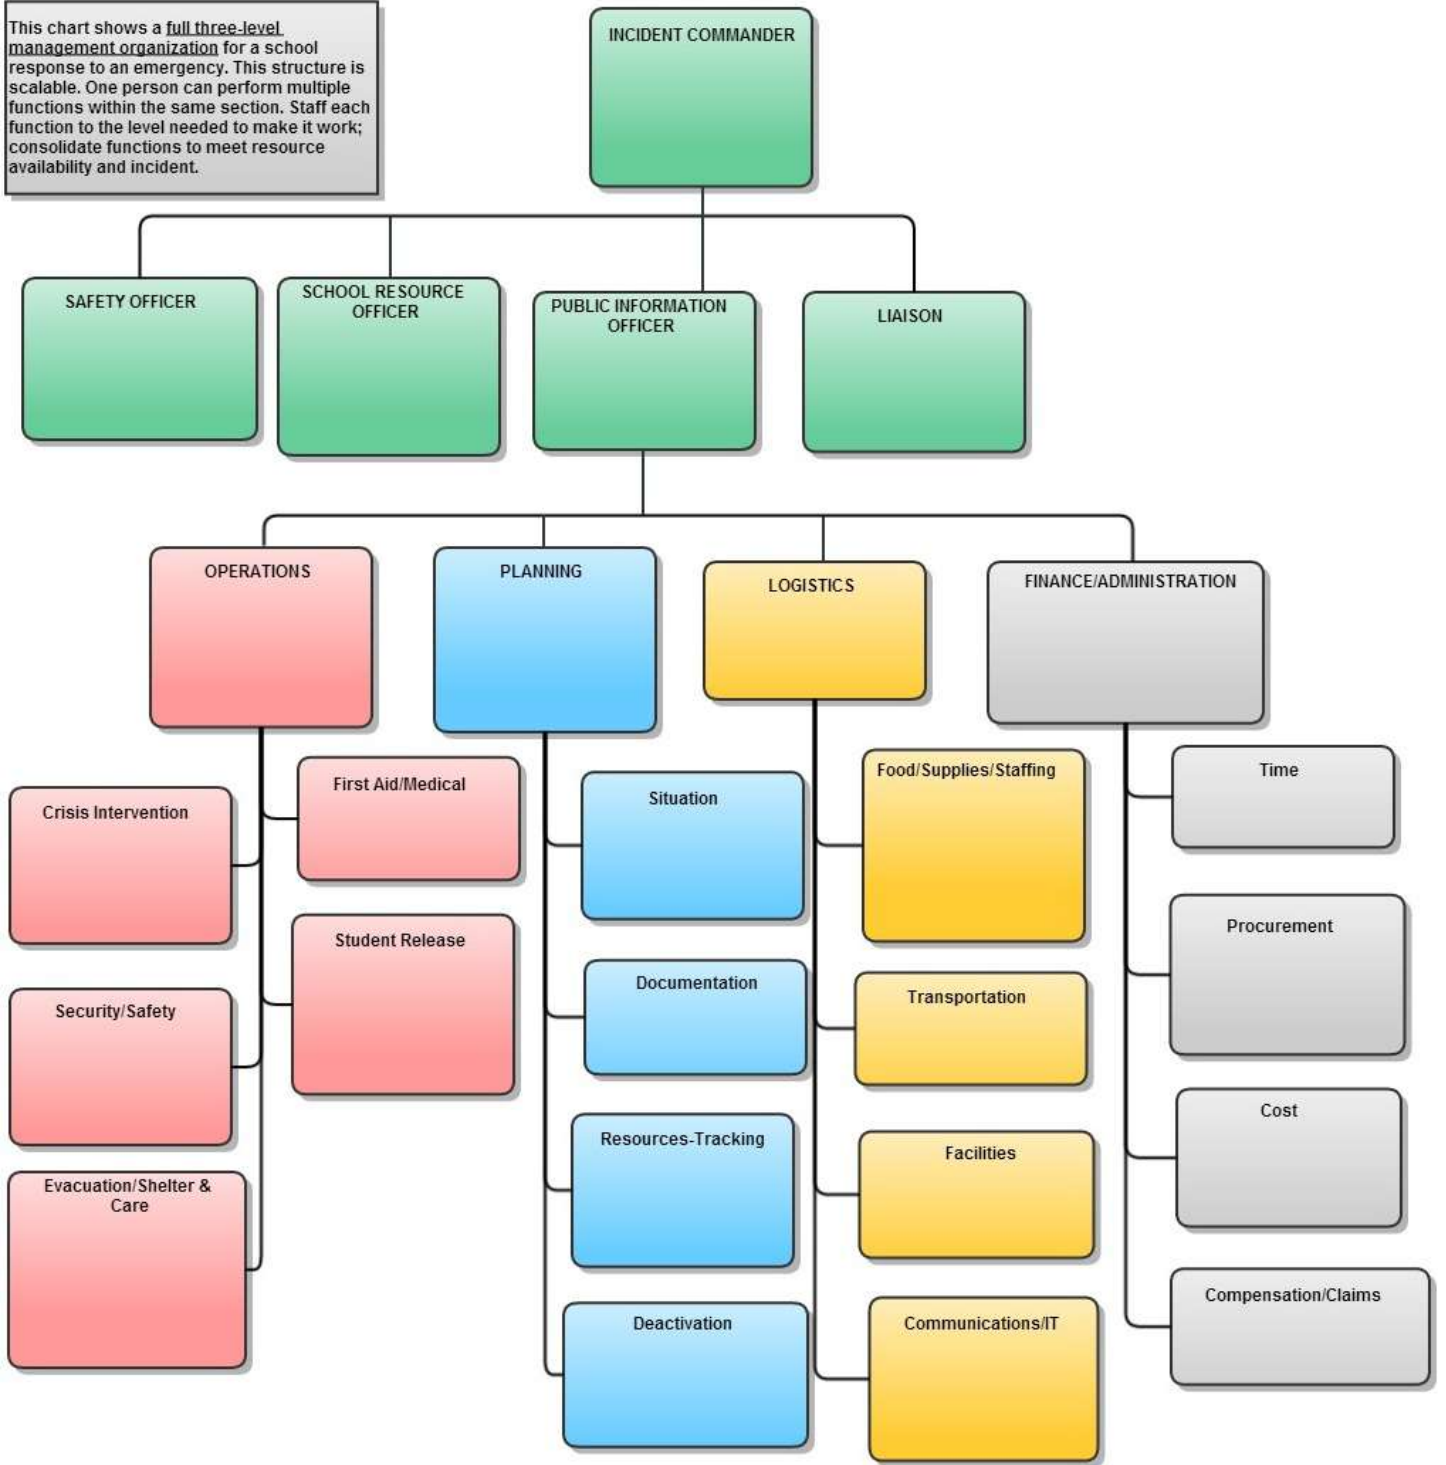 This chart shows a full three-level
management organization for a school
response to an emergency. This structure is
scalable. One person can perform multiple
functions within the same section. Staff each
function to the level needed to make it work;
consolidate functions to meet resource
availability and incident.
INCIDENT COMMANDER
SAFETY OFFICER
SCHOOL RESOURCE
OFFICER
PUBLIC INFORMATION
OFFICER
LIAISON
OPERATIONS
PLANNING
LOGISTICS
FINANCE/ADMINISTRATION
First Aid/Medical
Crisis Intervention
Student Release
Security/Safety
Evacuation/Shelter &
Care
Situation
Documentation
Resources-Tracking
Deactivation
Food/Supplies/Staffing
Transportation
Facilities
Communications/IT
Time
Procurement
Cost
Compensation/Claims